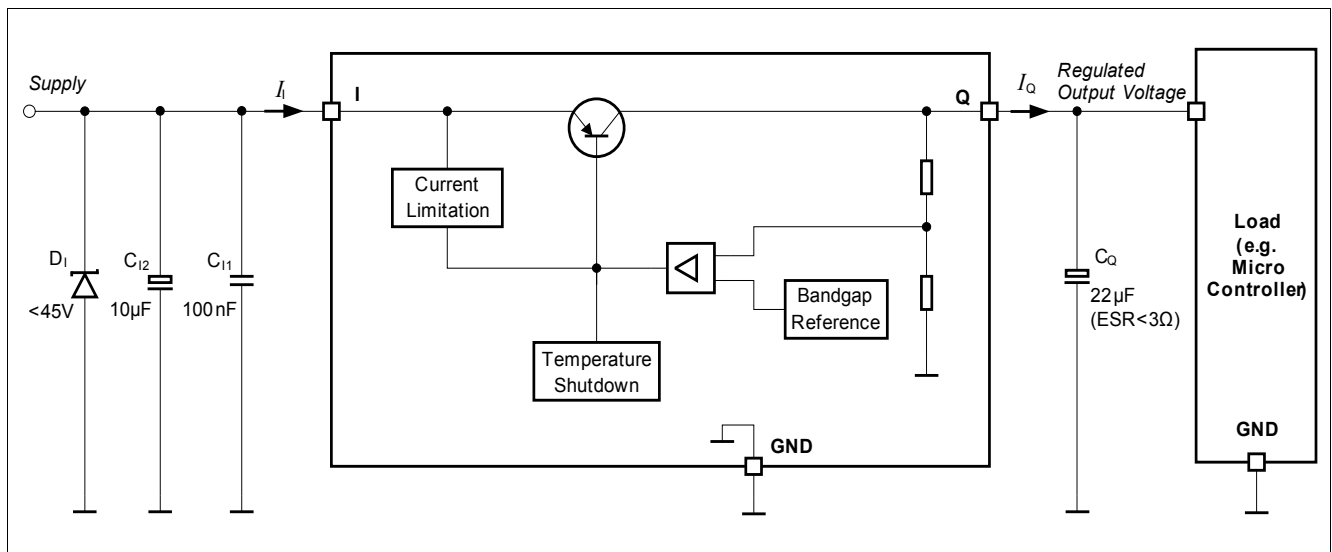 Supply
I_I
I
Q
I_Q
Regulated
Output Voltage
Current
Limitation
Bandgap
Reference
Temperature
Shutdown
GND
D_I
<45V
C_I2
10µF
C_I1
100nF
C_Q
22µF
(ESR<3Ω)
Load
(e.g.
Micro
Controller)
GND